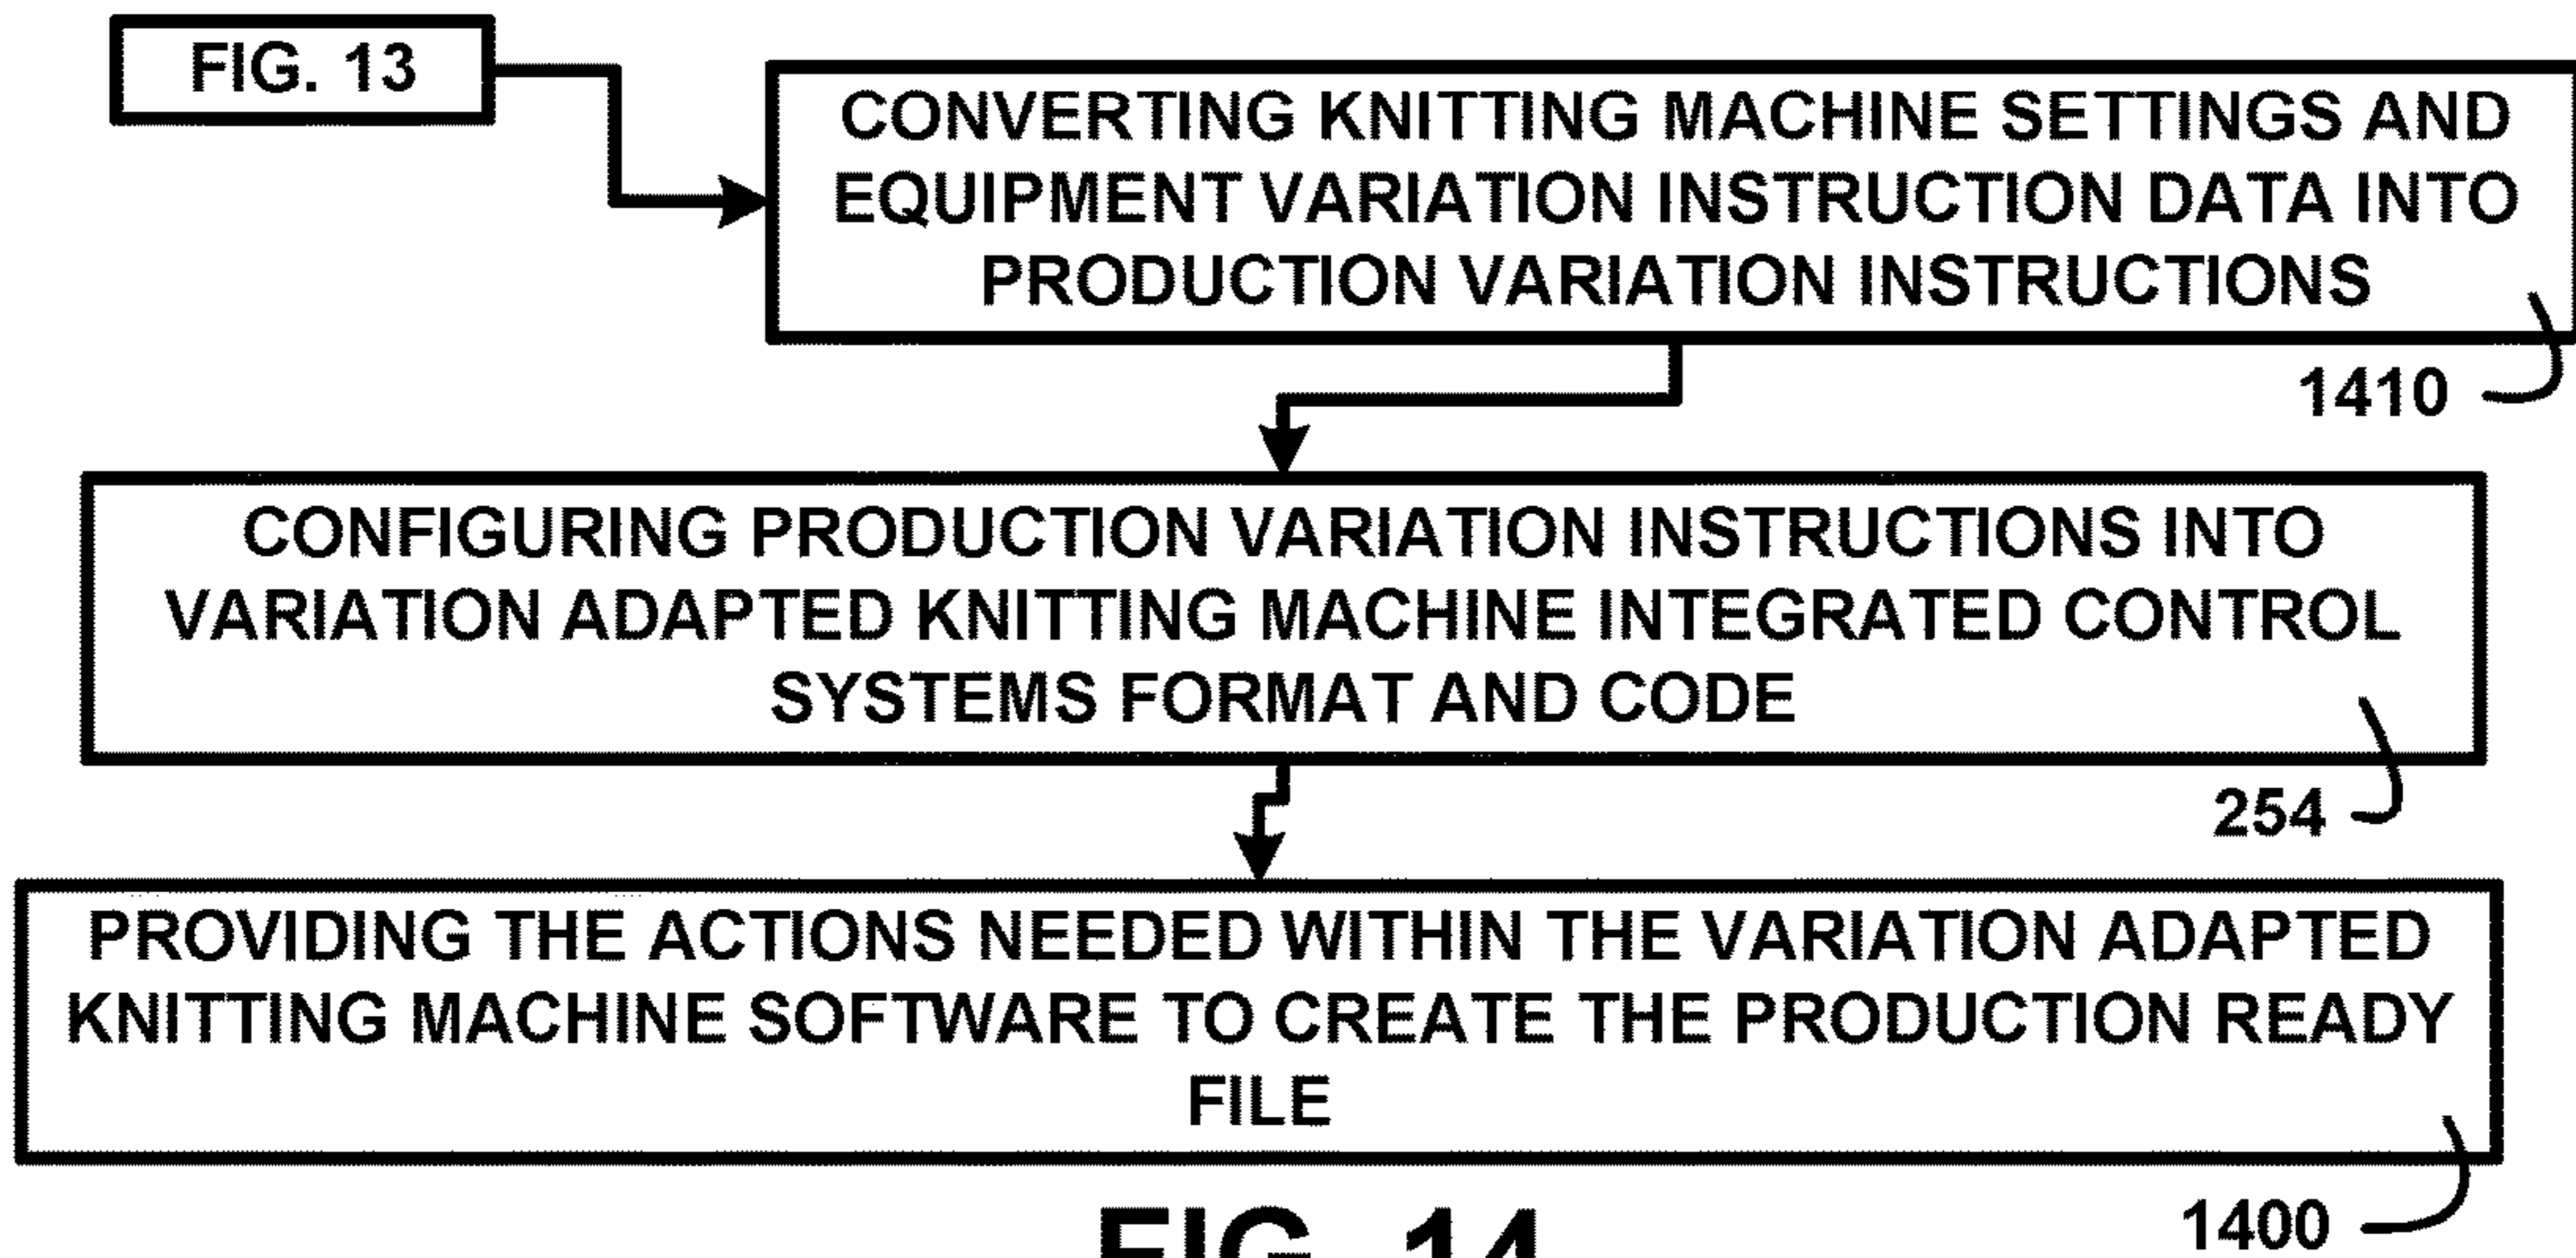 FIG. 13
CONVERTING KNITTING MACHINE SETTINGS AND
EQUIPMENT VARIATION INSTRUCTION DATA INTO
PRODUCTION VARIATION INSTRUCTIONS
1410
CONFIGURING PRODUCTION VARIATION INSTRUCTIONS INTO
VARIATION ADAPTED KNITTING MACHINE INTEGRATED CONTROL
SYSTEMS FORMAT AND CODE
254
PROVIDING THE ACTIONS NEEDED WITHIN THE VARIATION ADAPTED
KNITTING MACHINE SOFTWARE TO CREATE THE PRODUCTION READY
FILE
1400
FIG. 14